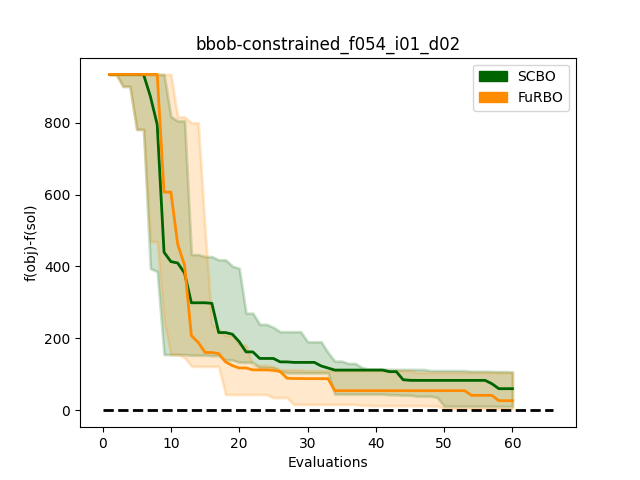 bbob-constrained_f054_i01_d02
SCBO
FuRBO
f(obj)-f(sol)
800
600
400
200
0
0 10 20 30 40 50 60
Evaluations